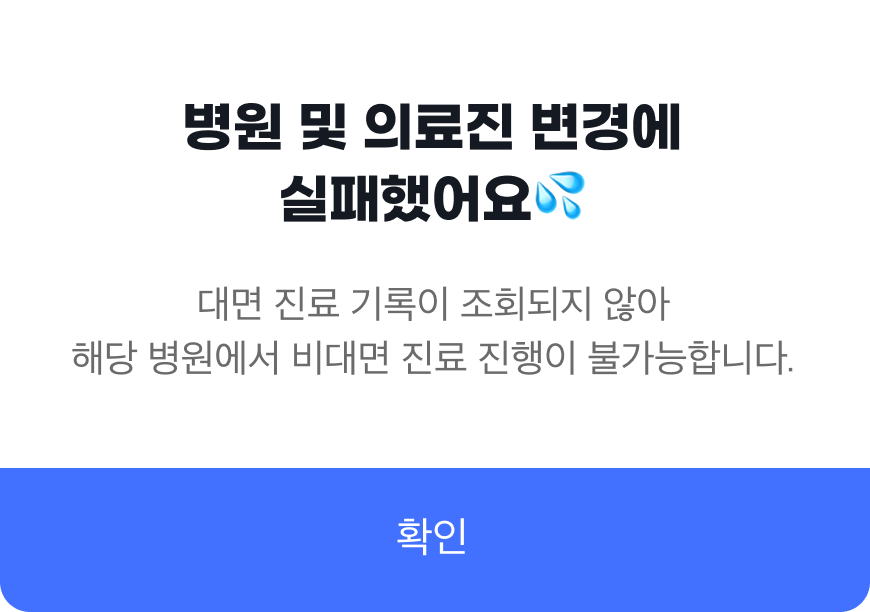 병원 및 의료진 변경에
실패했어요💦
대면 진료 기록이 조회되지 않아
해당 병원에서 비대면 진료 진행이 불가능합니다.
확인